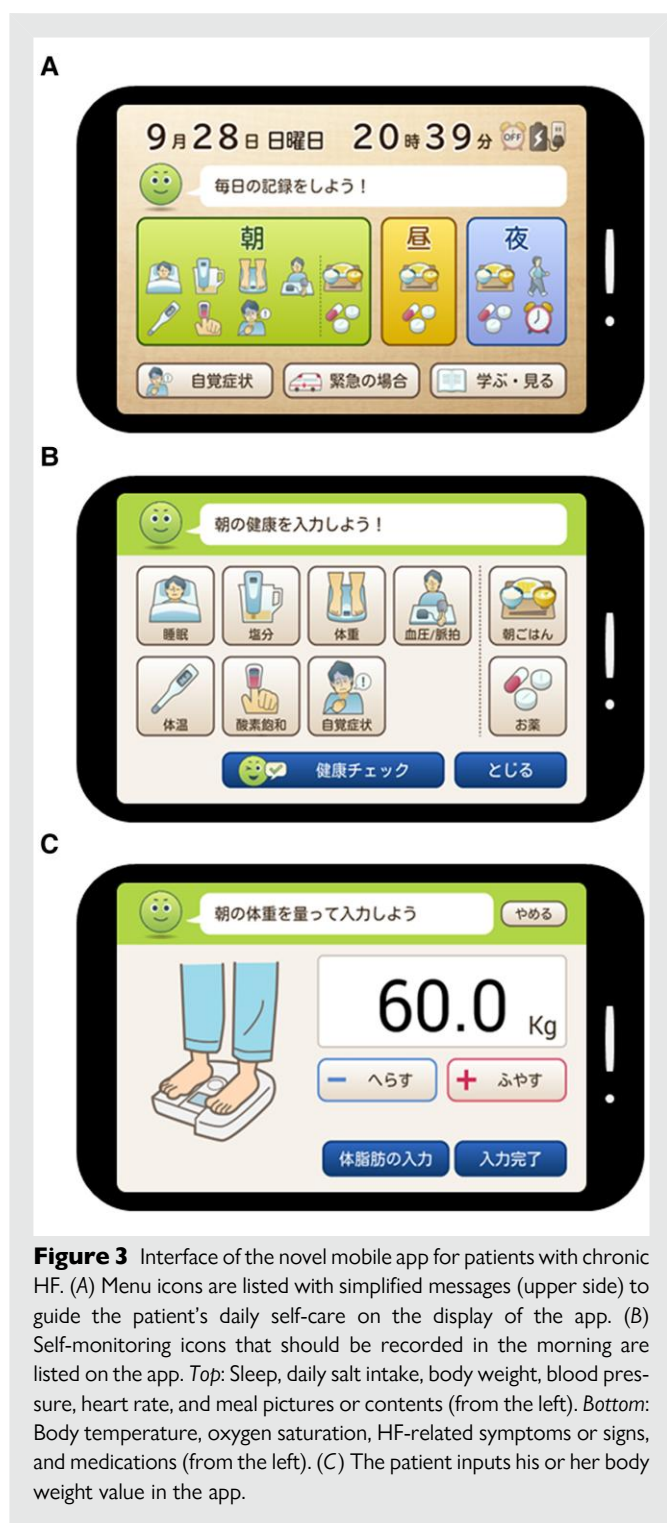 A
9月28日 日曜日 20時39分 OFF
毎日の記録をしよう！
朝 昼 夜
自覚症状 緊急の場合 学ぶ・見る
B
朝の健康を入力しよう！
睡眠 塩分 体重 血圧/脈拍 朝ごはん
体温 酸素飽和 自覚症状 お薬
健康チェック とじる
C
朝の体重を量って入力しよう やめる
60.0 Kg
− へらす + ふやす
体脂肪の入力 入力完了
Figure 3 Interface of the novel mobile app for patients with chronic
HF. (A) Menu icons are listed with simplified messages (upper side) to
guide the patient's daily self-care on the display of the app. (B)
Self-monitoring icons that should be recorded in the morning are
listed on the app. Top: Sleep, daily salt intake, body weight, blood pres-
sure, heart rate, and meal pictures or contents (from the left). Bottom:
Body temperature, oxygen saturation, HF-related symptoms or signs,
and medications (from the left). (C) The patient inputs his or her body
weight value in the app.